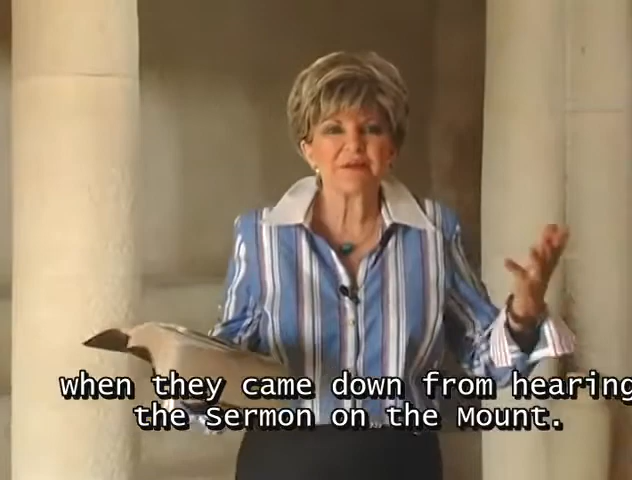 when they came down from hearing
the Sermon on the Mount.